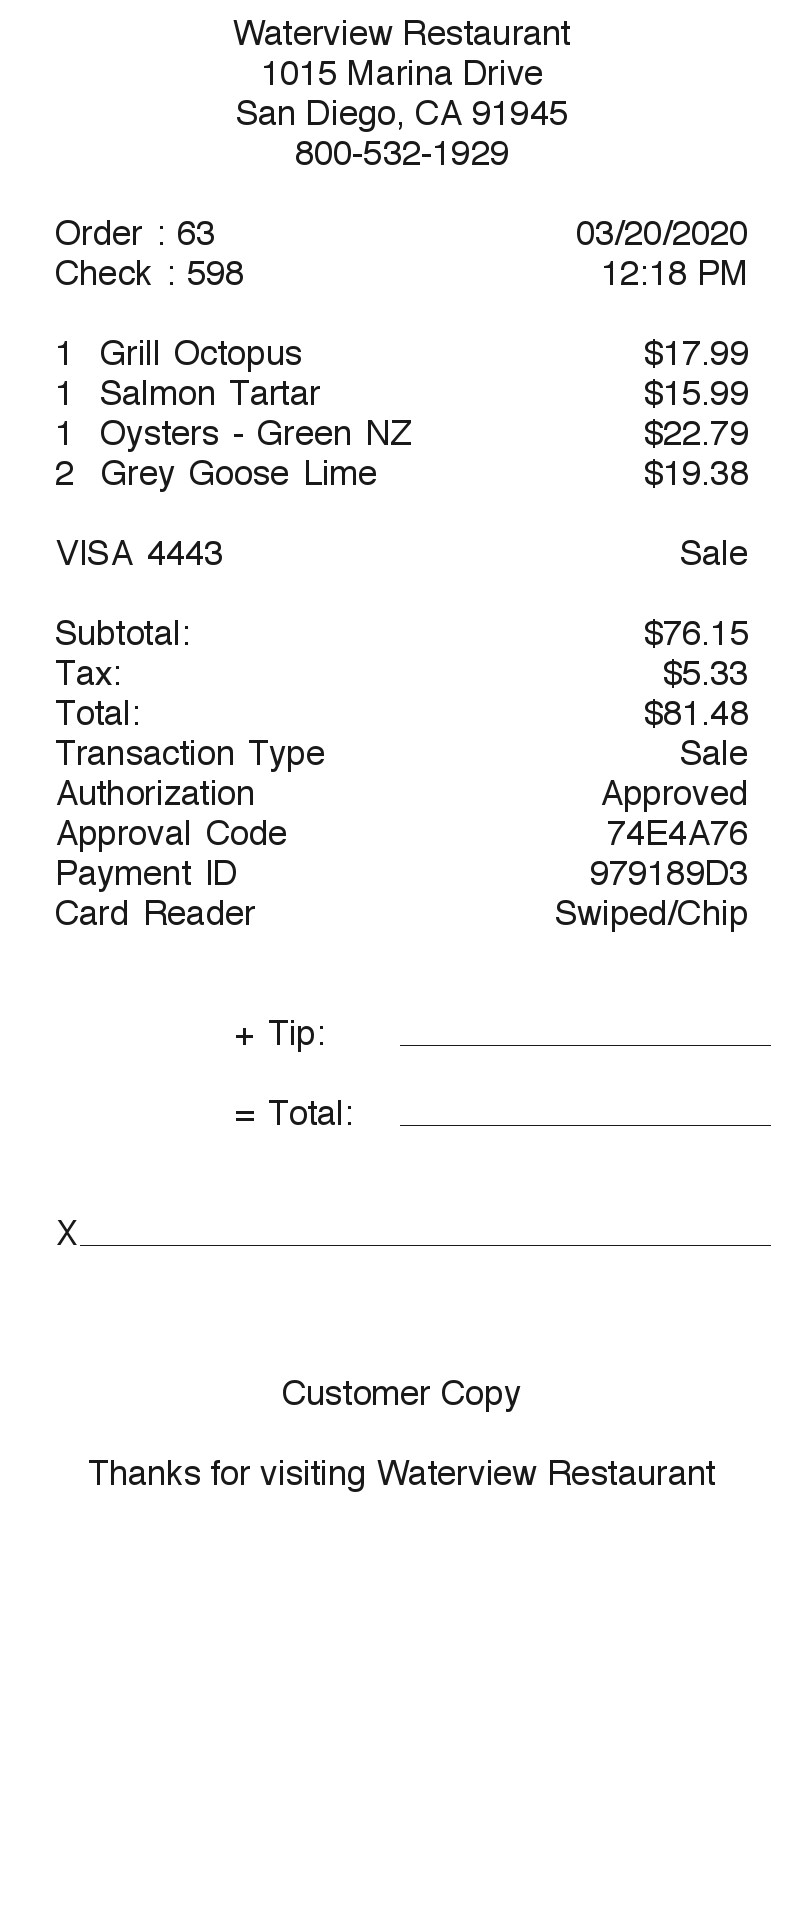 Waterview Restaurant
1015 Marina Drive
San Diego, CA 91945
800-532-1929
Order : 63 03/20/2020
Check : 598 12:18 PM
1 Grill Octopus $17.99
1 Salmon Tartar $15.99
1 Oysters - Green NZ $22.79
2 Grey Goose Lime $19.38
VISA 4443 Sale
Subtotal: $76.15
Tax: $5.33
Total: $81.48
Transaction Type Sale
Authorization Approved
Approval Code 74E4A76
Payment ID 979189D3
Card Reader Swiped/Chip
+ Tip:
= Total:
X
Customer Copy
Thanks for visiting Waterview Restaurant